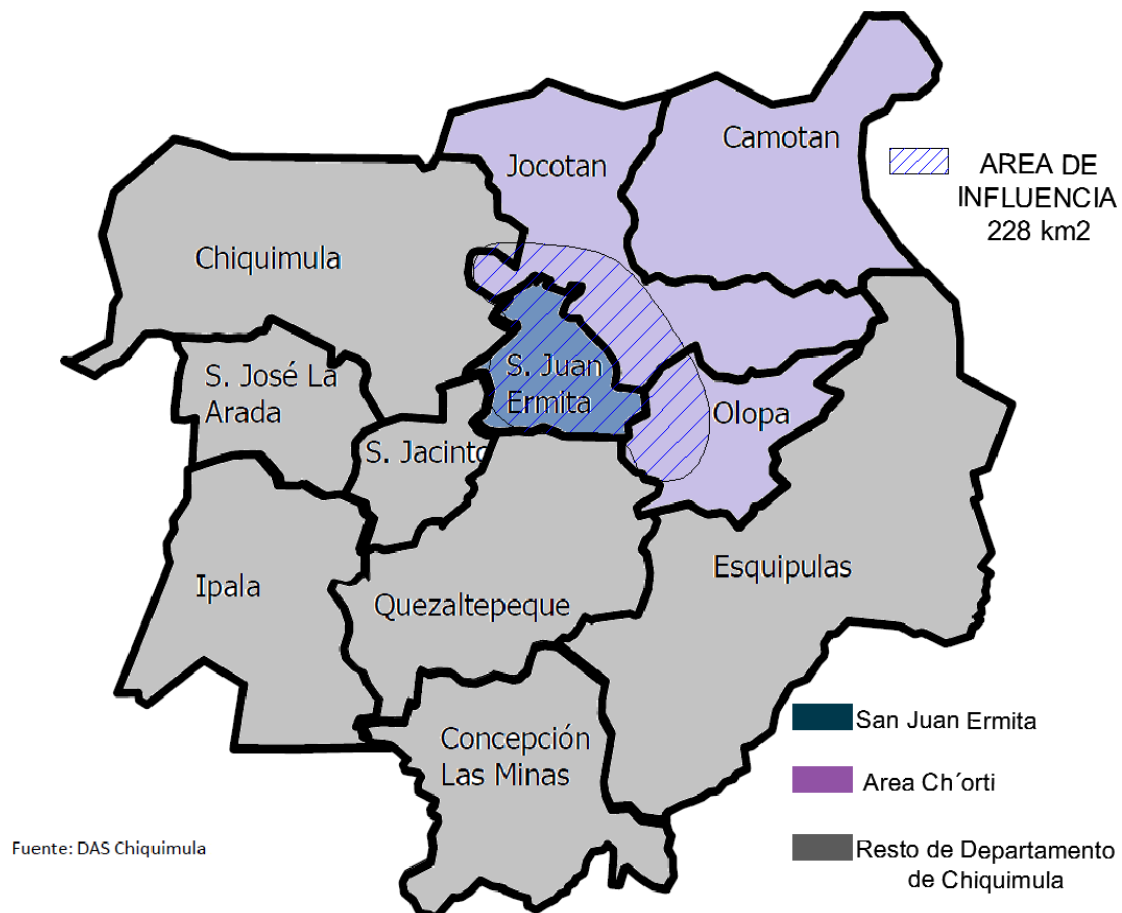 Camotan
Jocotan
AREA DE
INFLUENCIA
228 km2
Chiquimula
S. José La
Arada
S. Juan
Ermita
Olopa
S. Jacinto
Esquipulas
Ipala
Quezaltepeque
Concepción
Las Minas
San Juan Ermita
Area Ch´orti
Resto de Departamento
de Chiquimula
Fuente: DAS Chiquimula